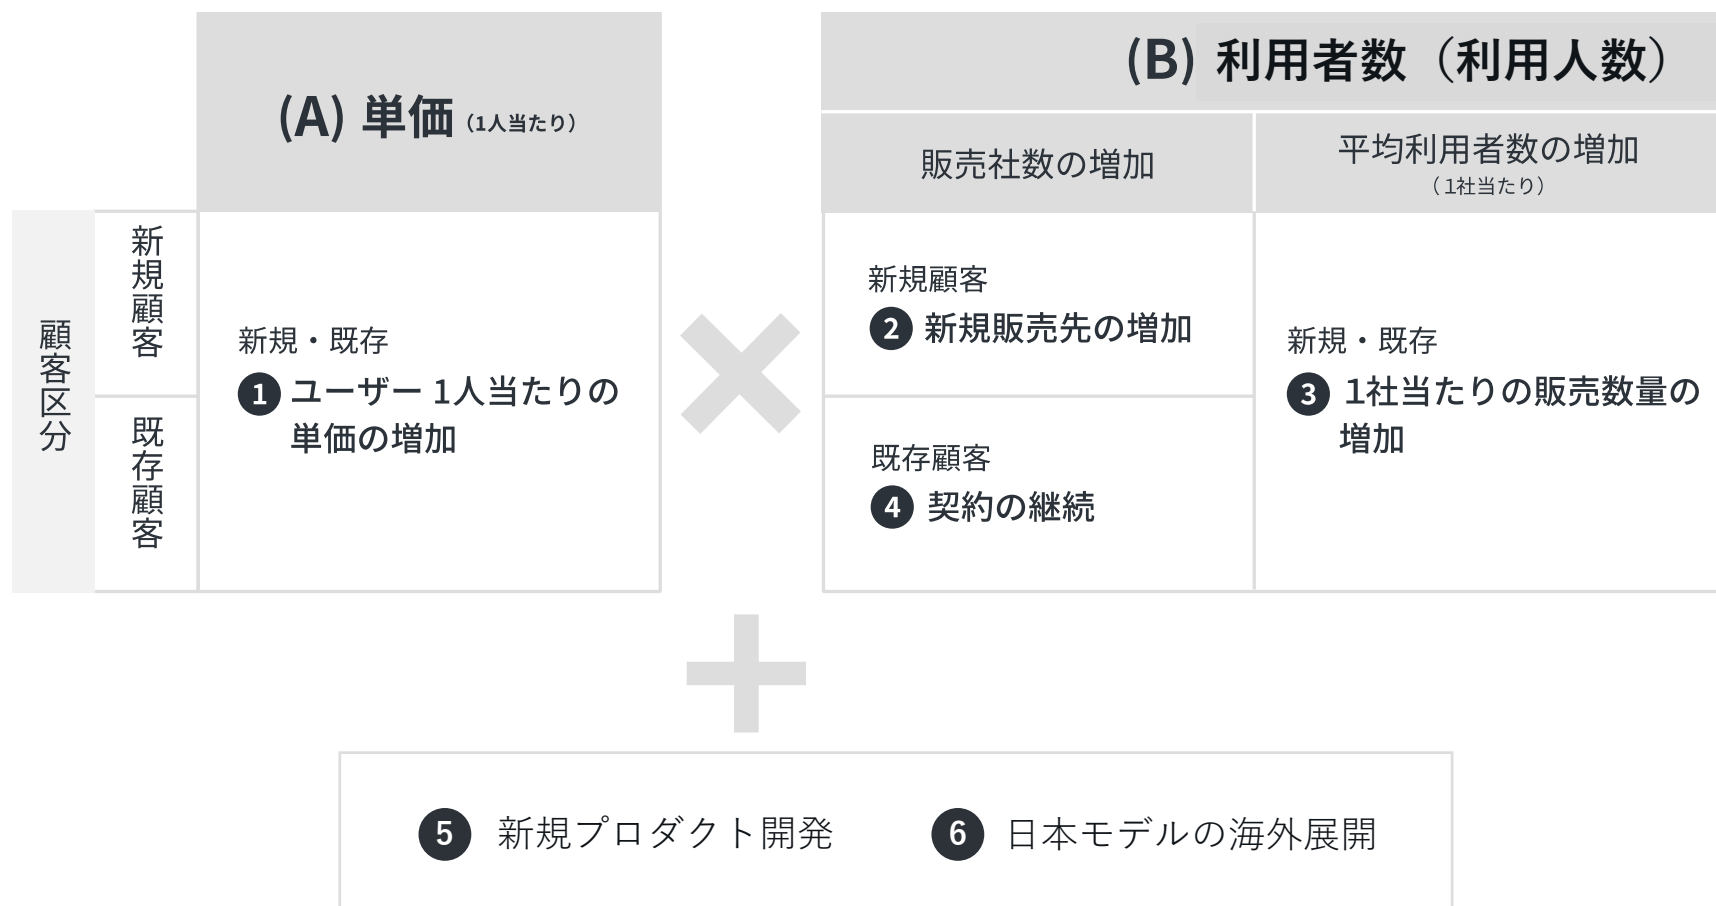 (A) 単価（1人当たり）
(B) 利用者数（利用人数）
販売社数の増加
平均利用者数の増加
（1社当たり）
顧客区分
新規顧客
既存顧客
新規・既存
1 ユーザー 1人当たりの
単価の増加
新規顧客
2 新規販売先の増加
既存顧客
4 契約の継続
新規・既存
3 1社当たりの販売数量の
増加
5 新規プロダクト開発
6 日本モデルの海外展開